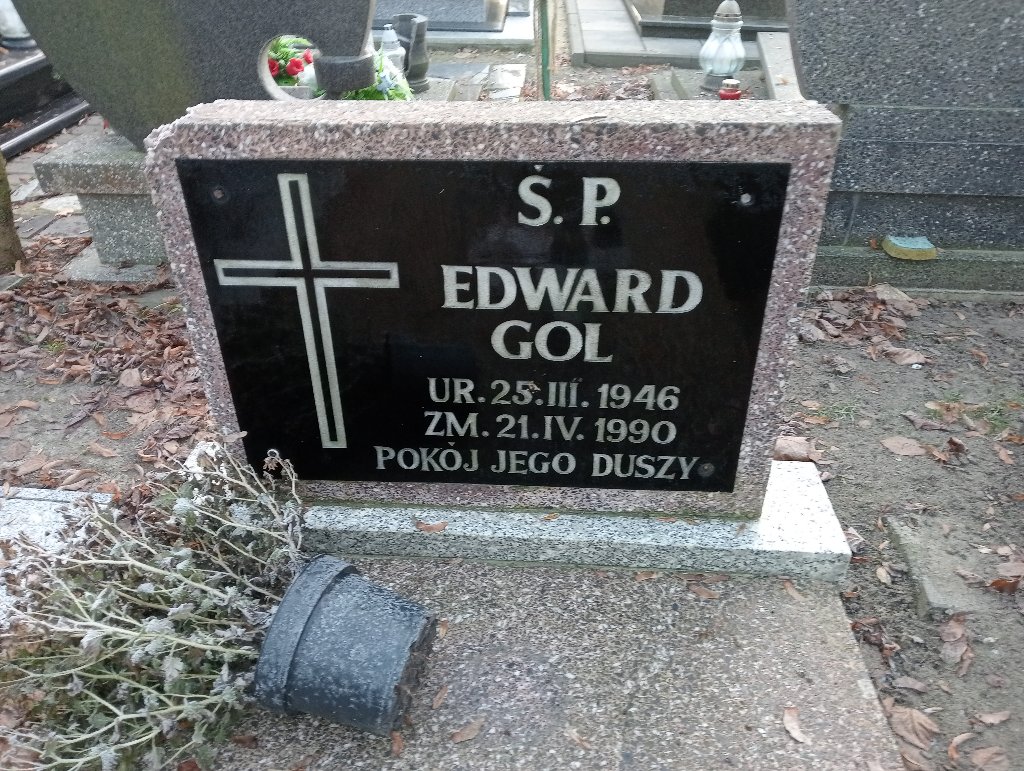 Ś. P.
EDWARD
GOL
UR. 25. III. 1946
ZM. 21. IV. 1990
POKÓJ JEGO DUSZY